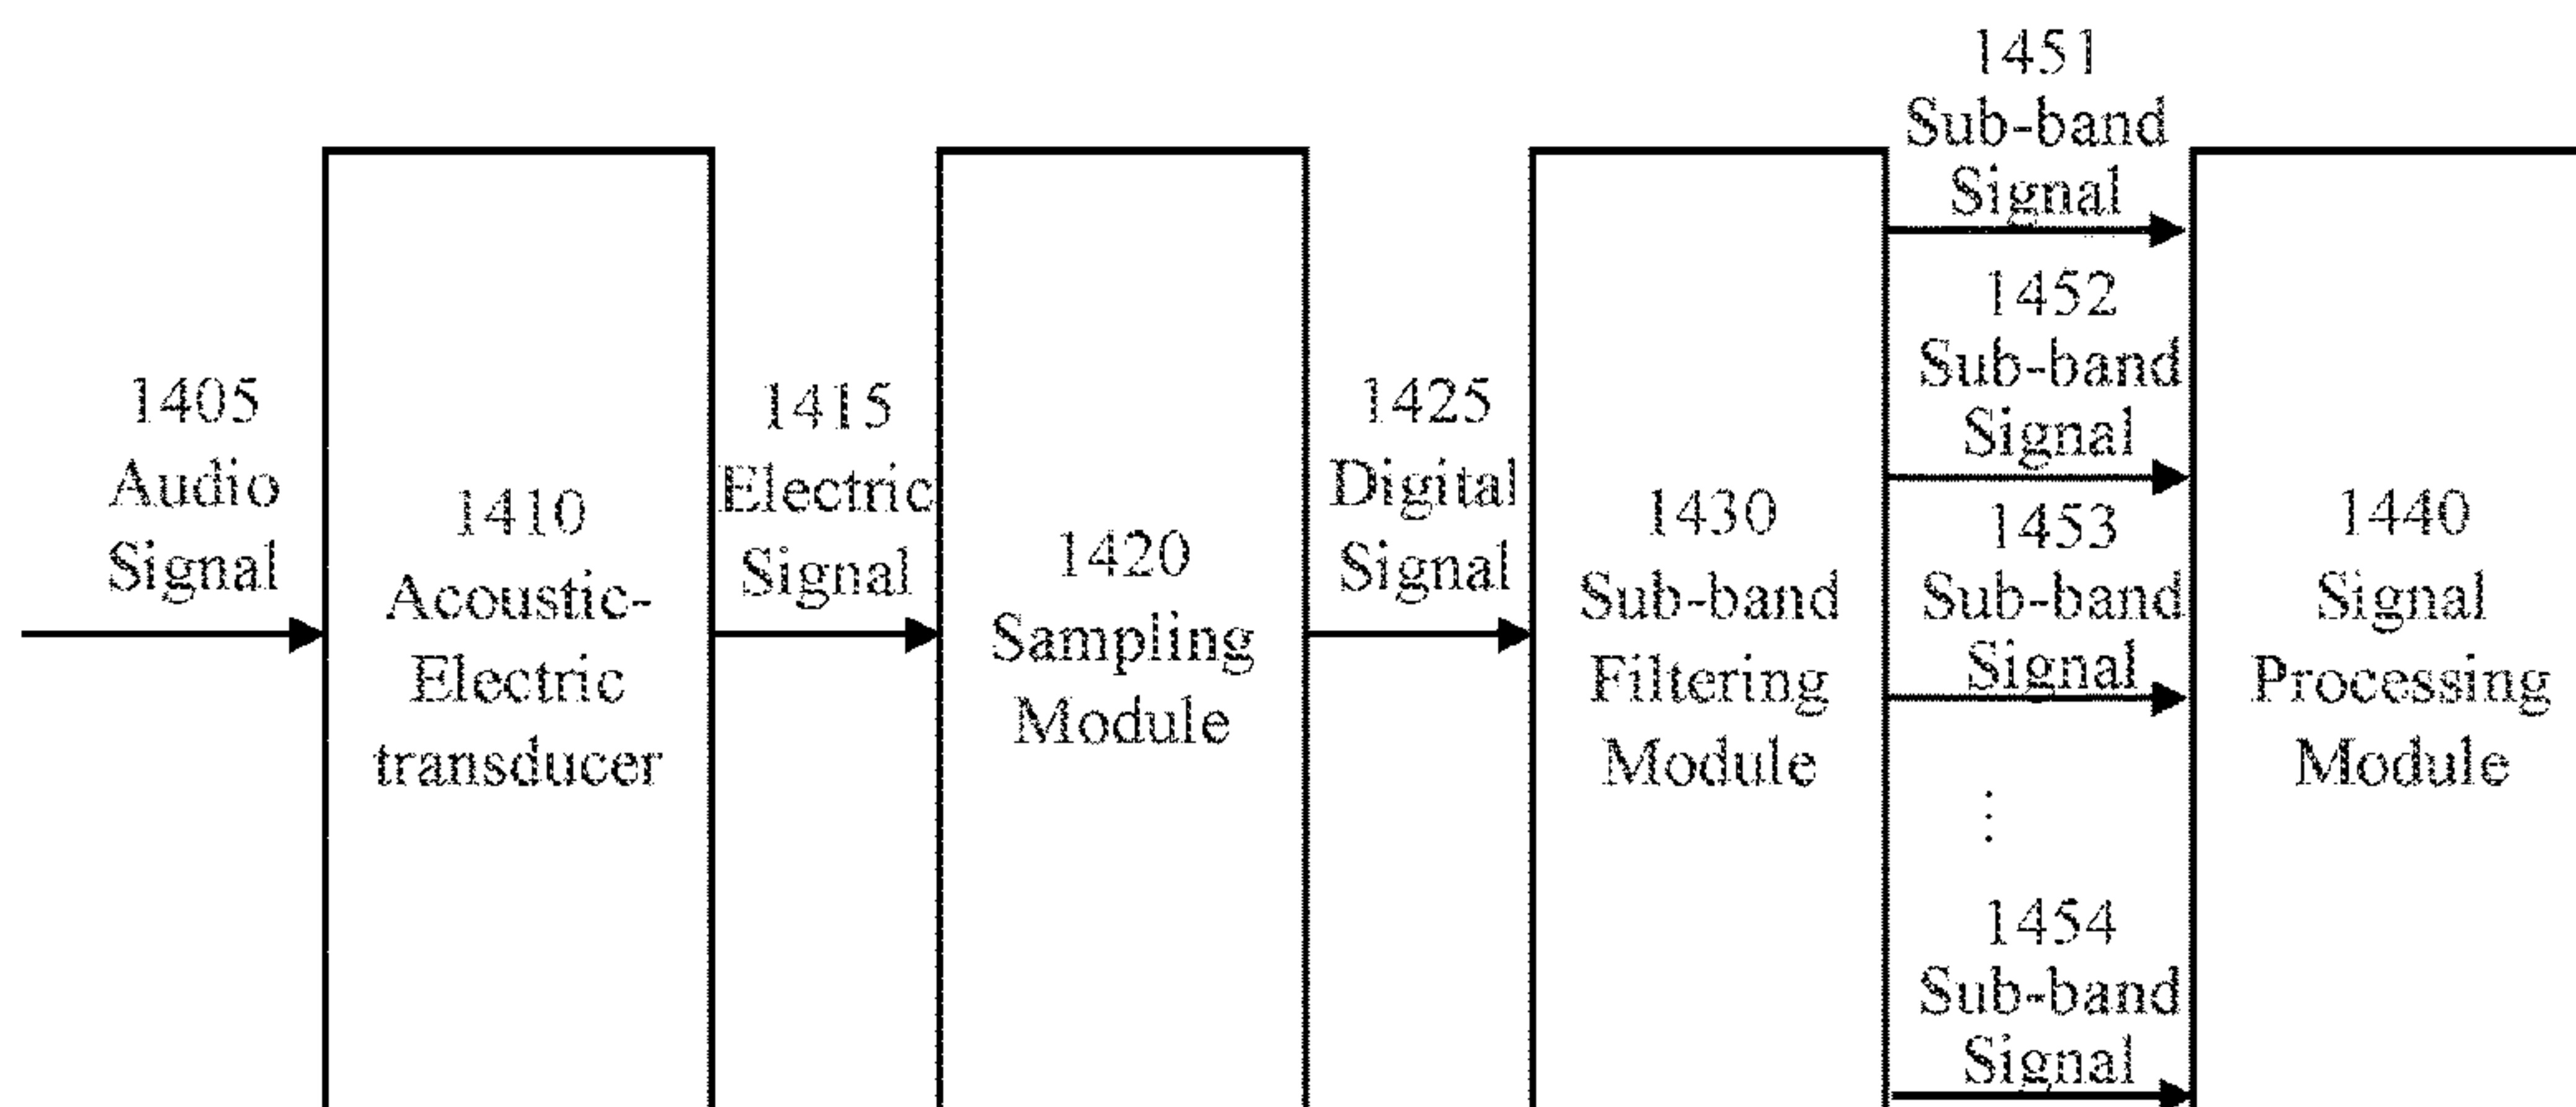 1405
Audio
Signal
1410
Acoustic-
Electric
transducer
1415
Electric
Signal
1420
Sampling
Module
1425
Digital
Signal
1430
Sub-band
Filtering
Module
1451
Sub-band
Signal
1452
Sub-band
Signal
1453
Sub-band
Signal
⋮
1454
Sub-band
Signal
1440
Signal
Processing
Module